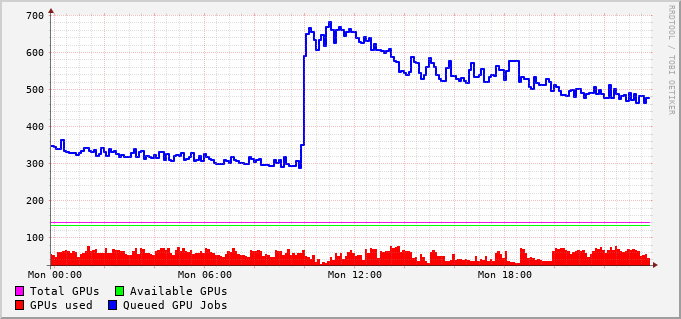 700
600
500
400
300
200
100
Mon 00:00 Mon 06:00 Mon 12:00 Mon 18:00
Total GPUs Available GPUs
GPUs used Queued GPU Jobs
RRDTOOL / TOBI OETIKER